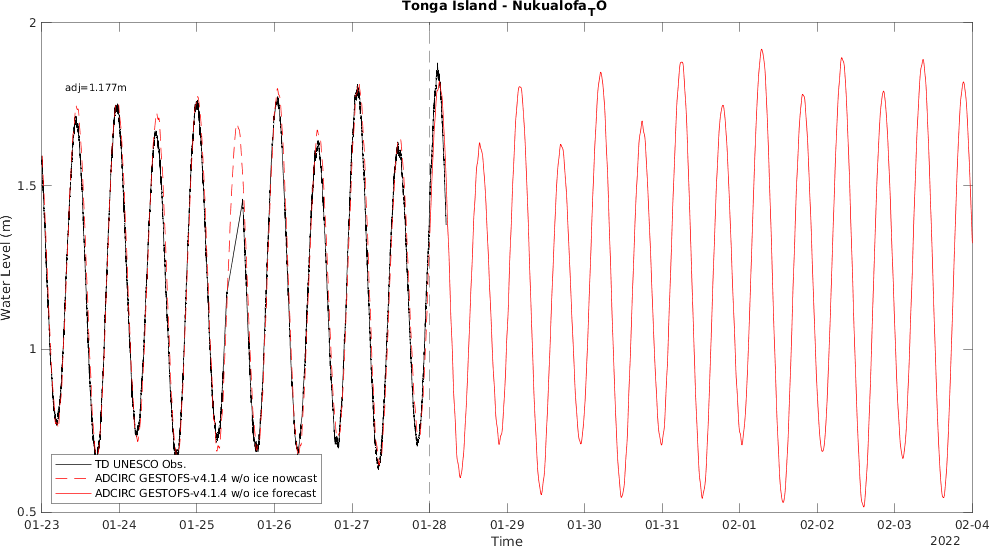 Tonga Island - Nukualofa_TO
2
adj=1.177m
1.5
Water Level (m)
1
TD UNESCO Obs.
ADCIRC GESTOFS-v4.1.4 w/o ice nowcast
ADCIRC GESTOFS-v4.1.4 w/o ice forecast
0.5
01-23 01-24 01-25 01-26 01-27 01-28 01-29 01-30 01-31 02-01 02-02 02-03 02-04
Time
2022